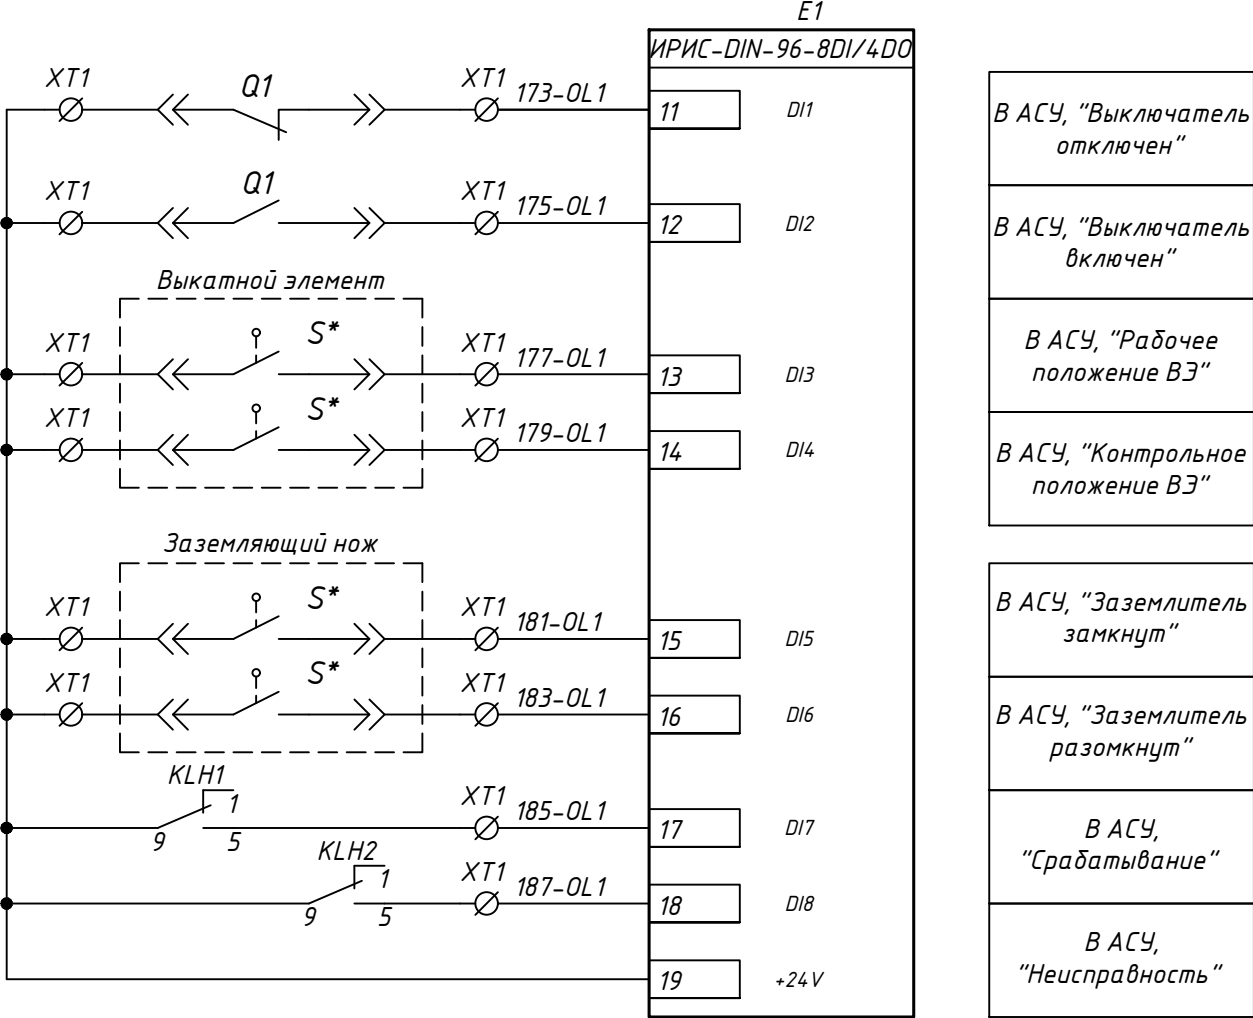 E1
ИРИС-DIN-96-8DI/4DO
XT1 Q1 XT1 173-OL1 11 DI1
В АСУ, "Выключатель
отключен"
XT1 Q1 XT1 175-OL1 12 DI2
В АСУ, "Выключатель
включен"
Выкатной элемент
XT1 S* XT1 177-OL1 13 DI3
В АСУ, "Рабочее
положение ВЭ"
XT1 S* XT1 179-OL1 14 DI4
В АСУ, "Контрольное
положение ВЭ"
Заземляющий нож
XT1 S* XT1 181-OL1 15 DI5
В АСУ, "Заземлитель
замкнут"
XT1 S* XT1 183-OL1 16 DI6
В АСУ, "Заземлитель
разомкнут"
KLH1
1 XT1 185-OL1 17 DI7
9 5
В АСУ,
"Срабатывание"
KLH2
1 XT1 187-OL1 18 DI8
9 5
В АСУ,
"Неисправность"
19 +24V